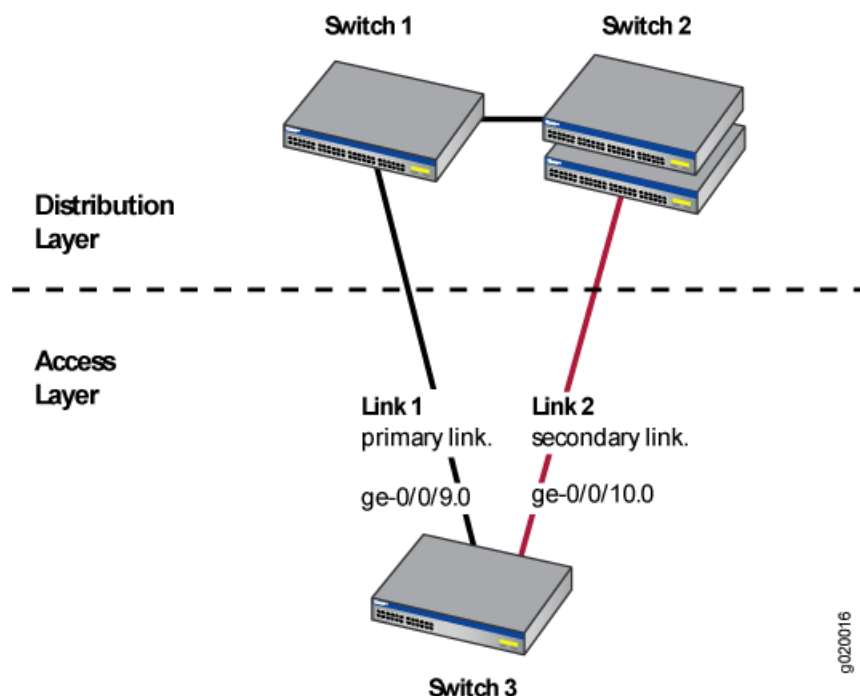 Switch 1
Switch 2
Distribution
Layer
Access
Layer
Link 1
primary link.
ge-0/0/9.0
Link 2
secondary link.
ge-0/0/10.0
Switch 3
g020016